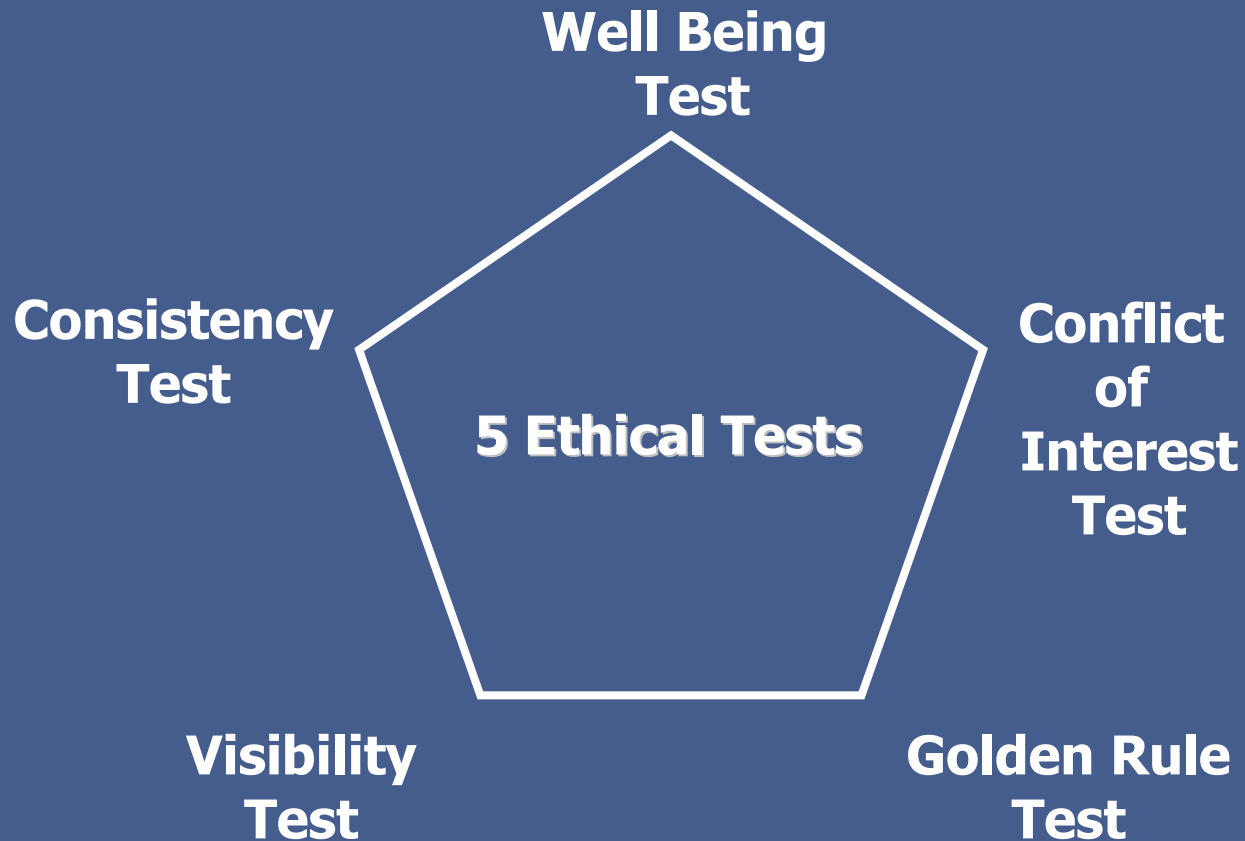 Well Being
Test
Consistency
Test
Conflict
of
Interest
Test
5 Ethical Tests
Visibility
Test
Golden Rule
Test